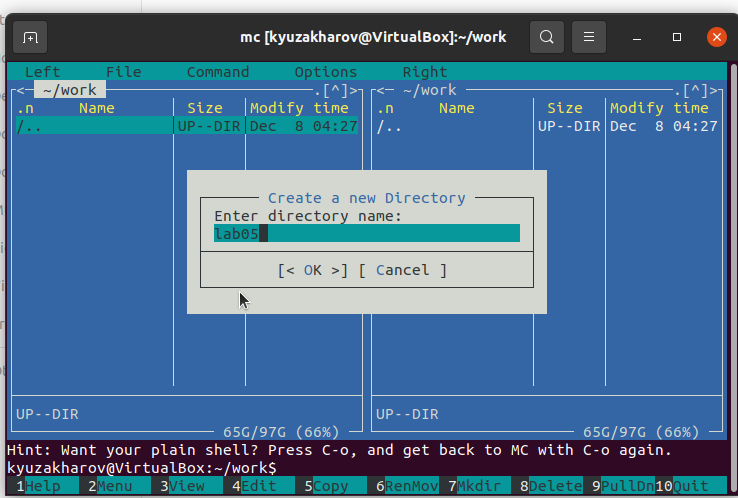 mc [kyuzakharov@VirtualBox]:~/work
Left File Command Options Right
<─ ~/work .[^]> <─ ~/work .[^]>
.n Name Size Modify time .n Name Size Modify time
/.. UP--DIR Dec 8 04:27 /.. UP--DIR Dec 8 04:27
Create a new Directory
Enter directory name:
lab05
[< OK >] [ Cancel ]
UP--DIR UP--DIR
65G/97G (66%) 65G/97G (66%)
Hint: Want your plain shell? Press C-o, and get back to MC with C-o again.
kyuzakharov@VirtualBox:~/work$
1Help 2Menu 3View 4Edit 5Copy 6RenMov 7Mkdir 8Delete 9PullDn 10Quit